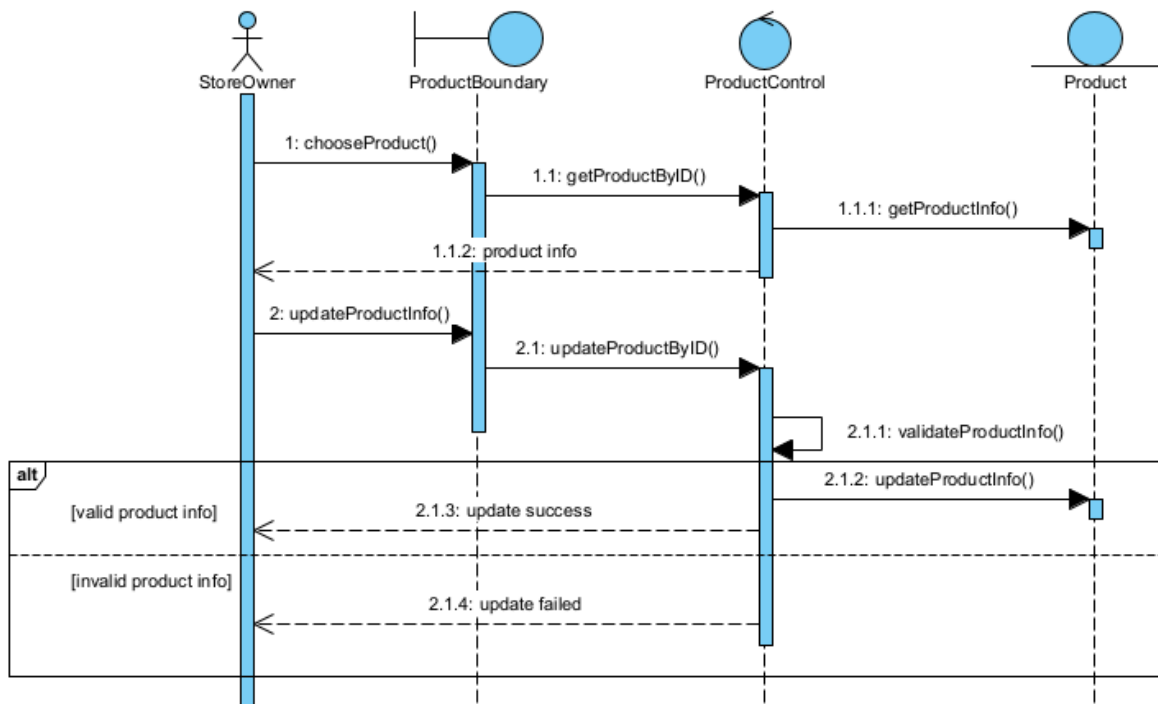 StoreOwner
ProductBoundary
ProductControl
Product
1: chooseProduct()
1.1: getProductByID()
1.1.1: getProductInfo()
1.1.2: product info
2: updateProductInfo()
2.1: updateProductByID()
2.1.1: validateProductInfo()
alt
2.1.2: updateProductInfo()
[valid product info]
2.1.3: update success
[invalid product info]
2.1.4: update failed